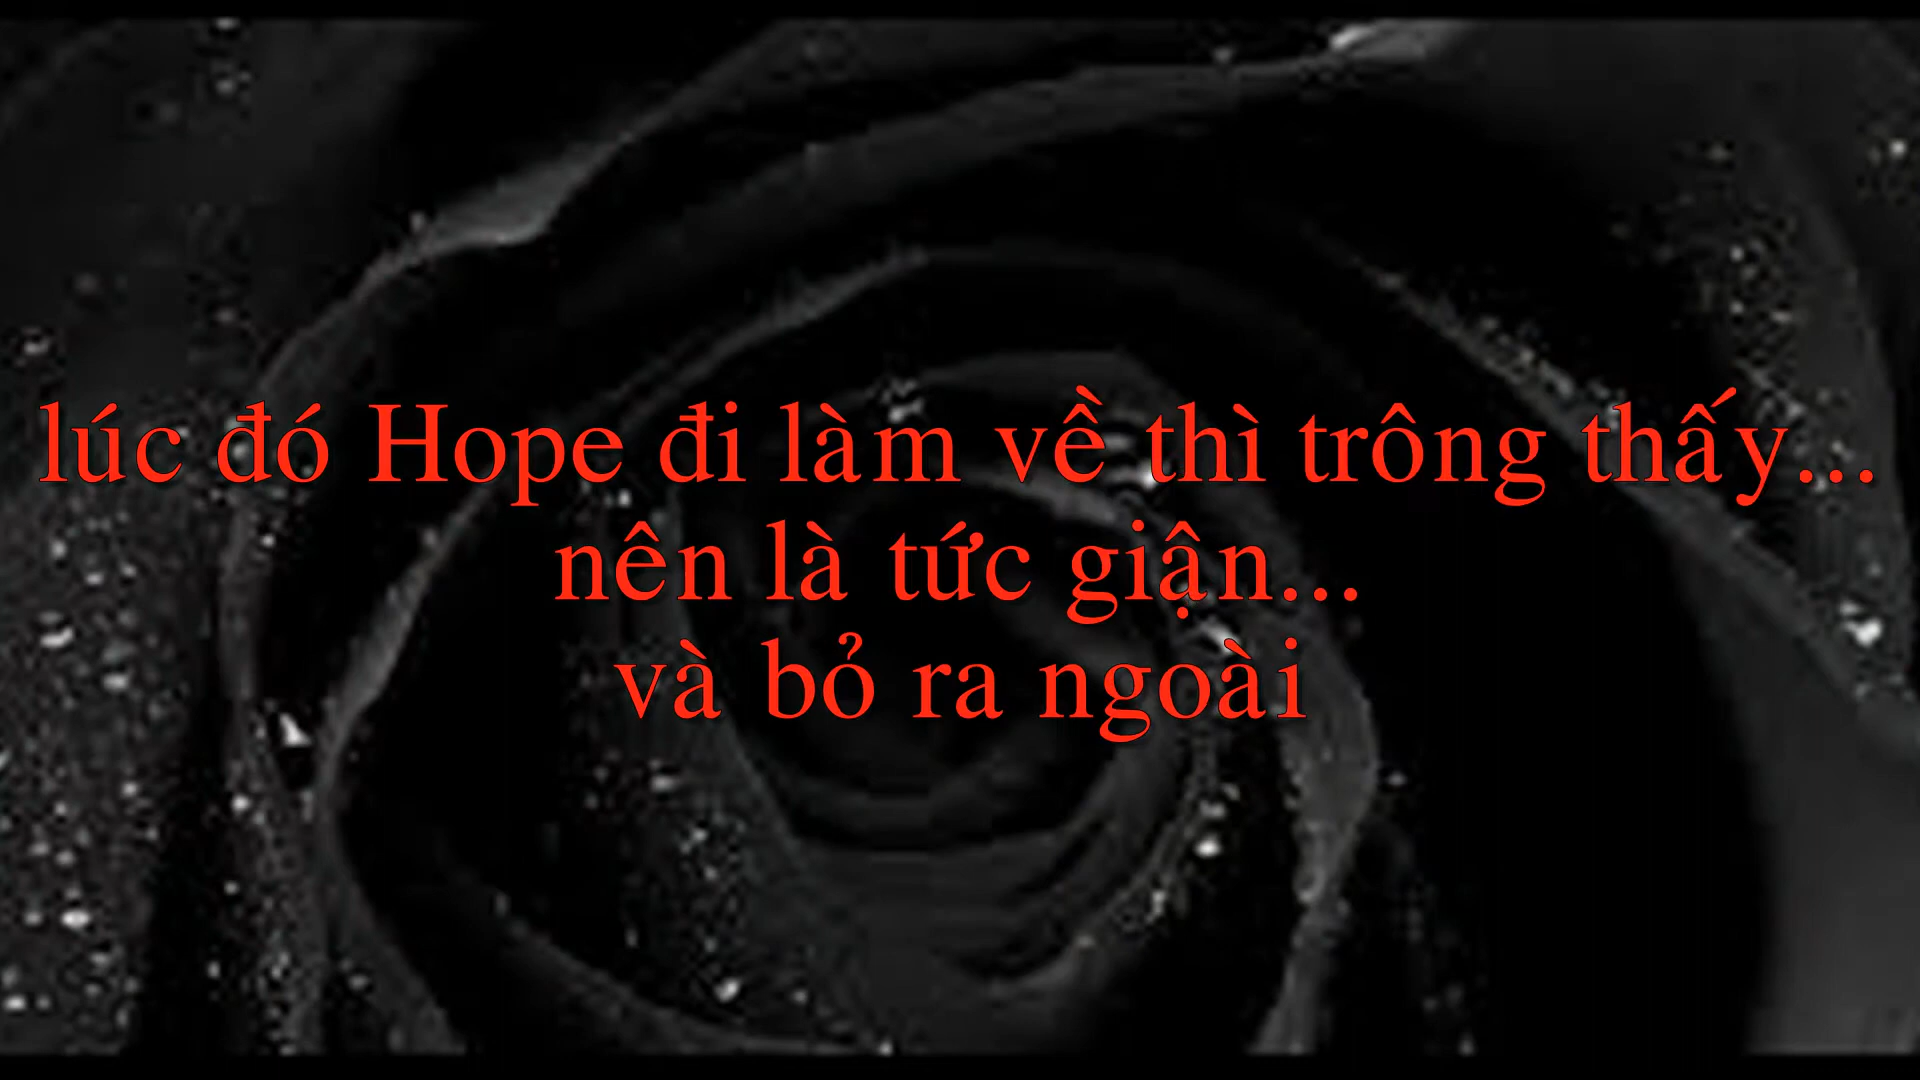 lúc đó Hope đi làm về thì trông thấy...
nên là tức giận...
và bỏ ra ngoài